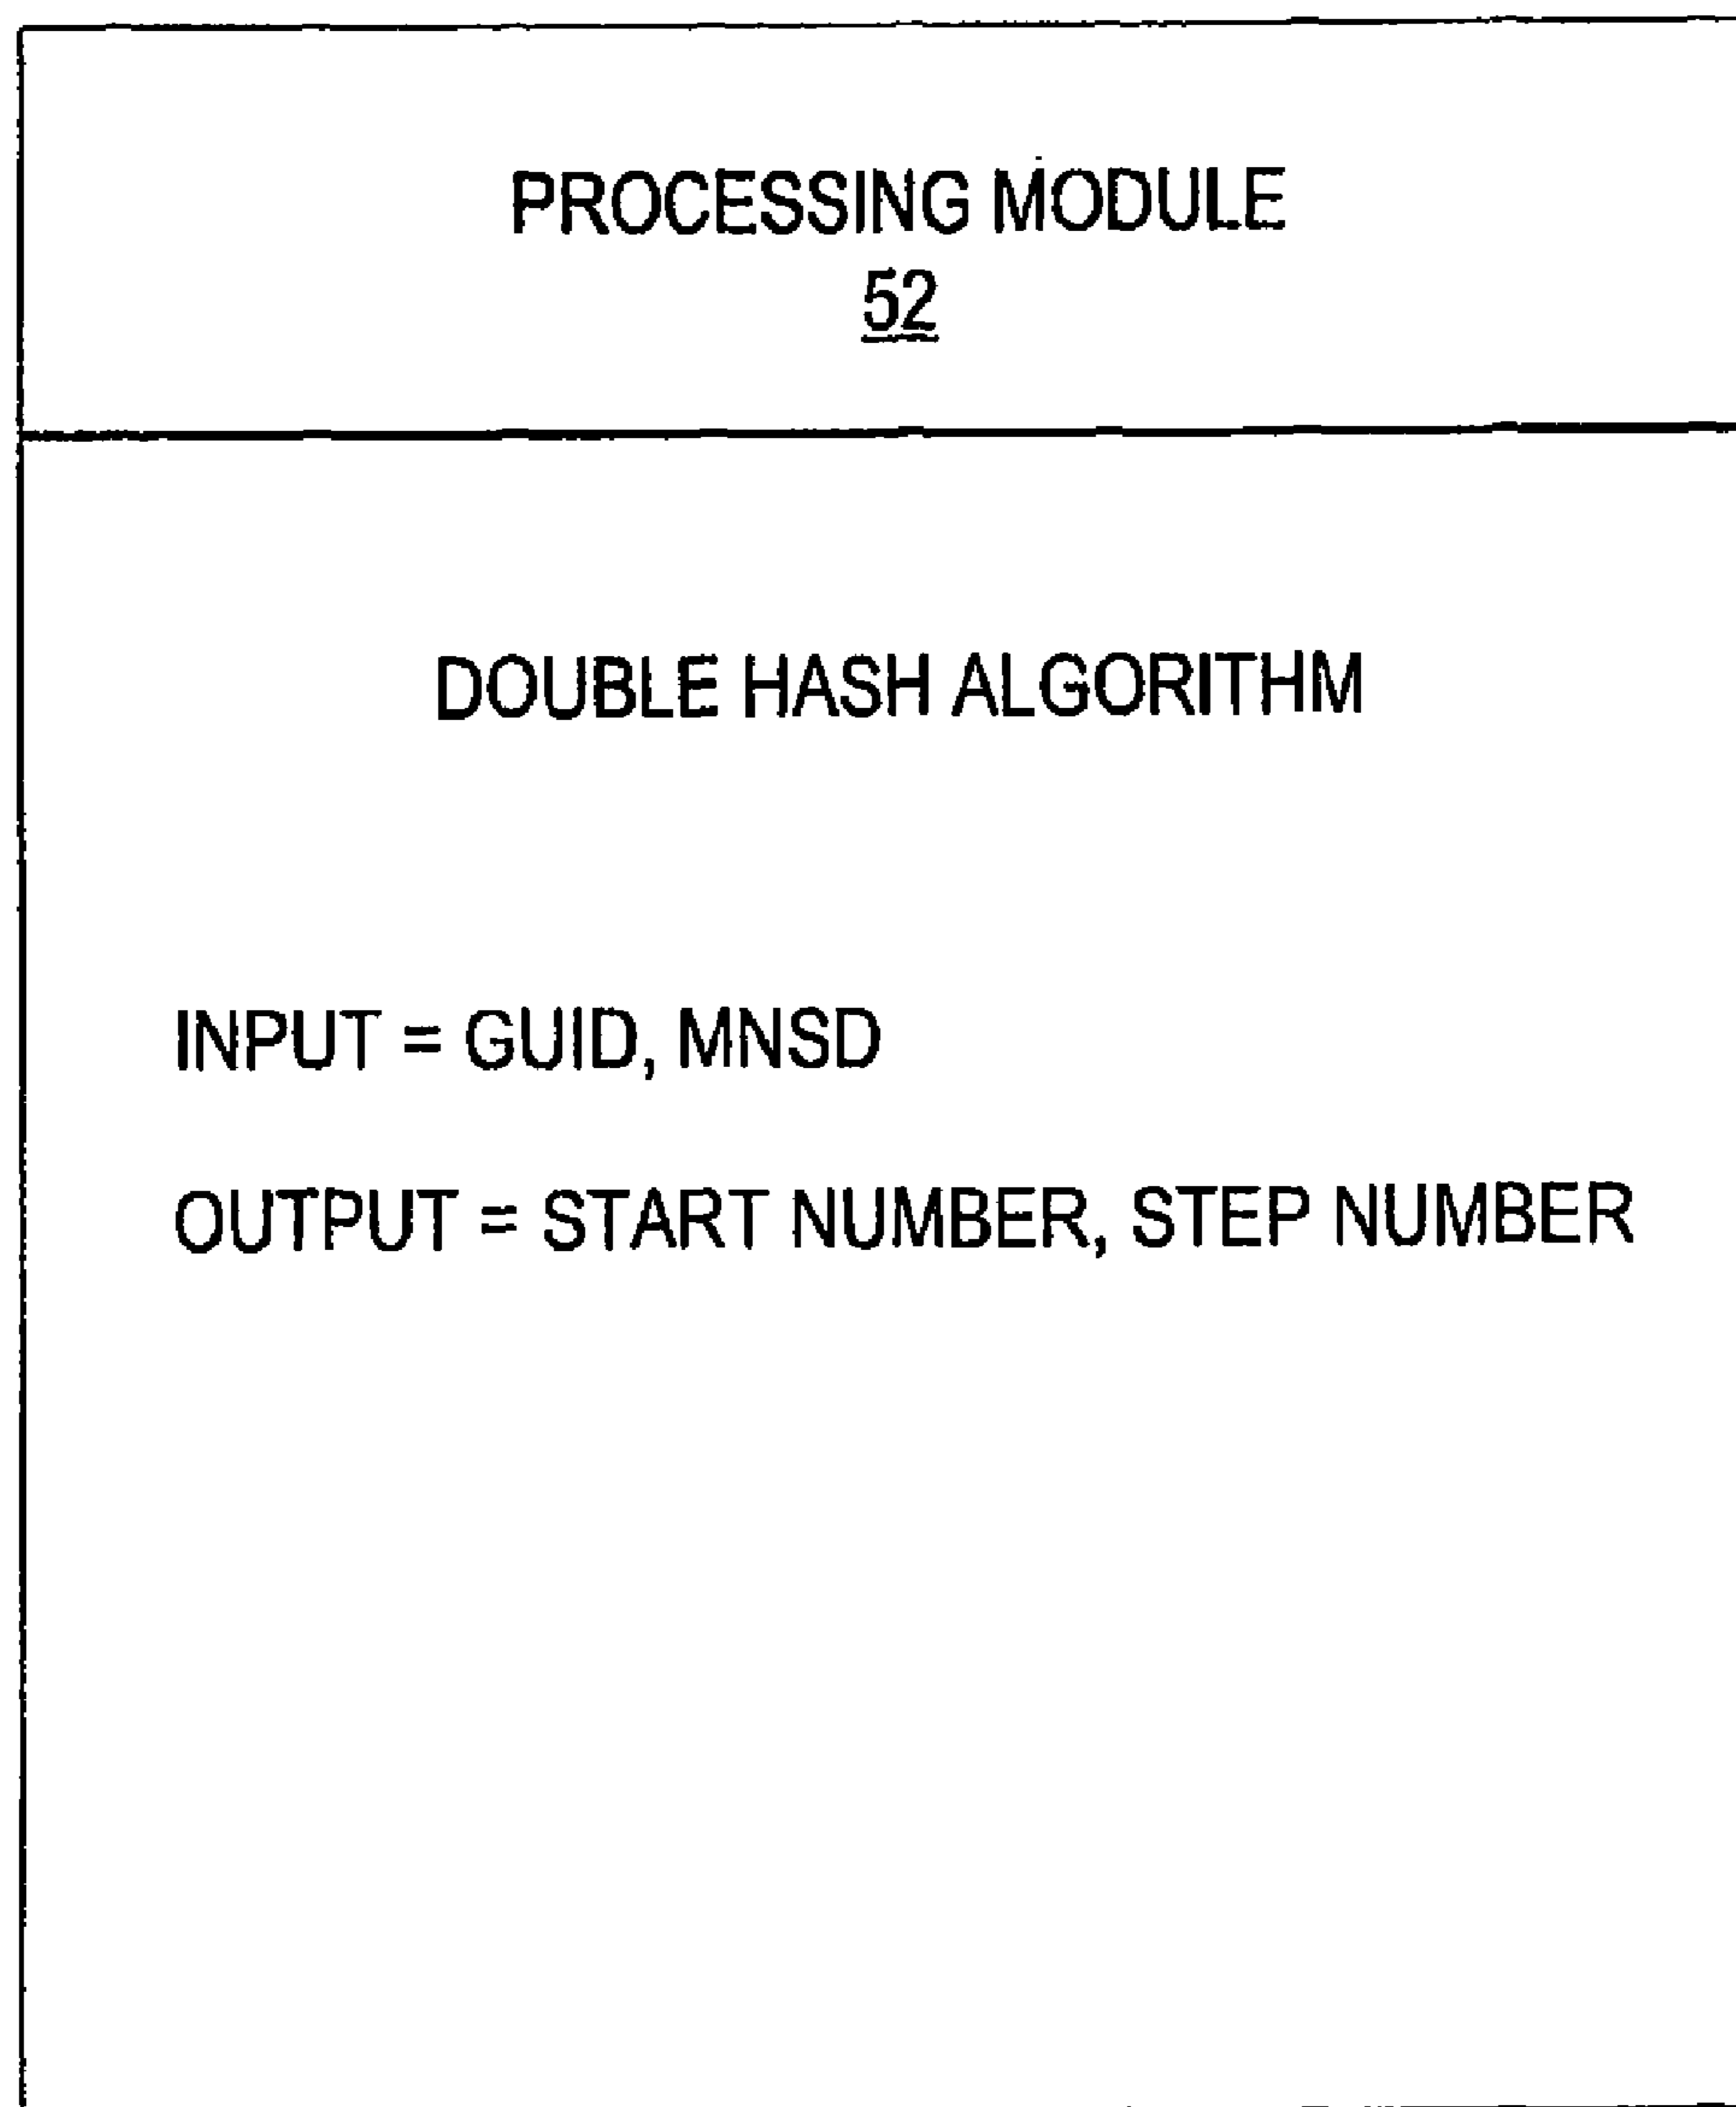 PROCESSING MODULE
52
DOUBLE HASH ALGORITHM
INPUT = GUID, MNSD
OUTPUT = START NUMBER, STEP NUMBER